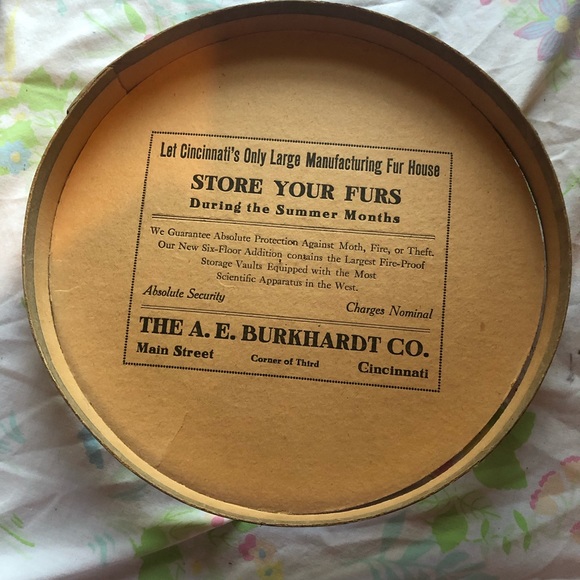 Let Cincinnati's Only Large Manufacturing Fur House
STORE YOUR FURS
During the Summer Months
We Guarantee Absolute Protection Against Moth, Fire, or Theft.
Our New Six-Floor Addition contains the Largest Fire-Proof
Storage Vaults Equipped with the Most
Scientific Apparatus in the West.
Absolute Security
Charges Nominal
THE A. E. BURKHARDT CO.
Main Street Corner of Third Cincinnati